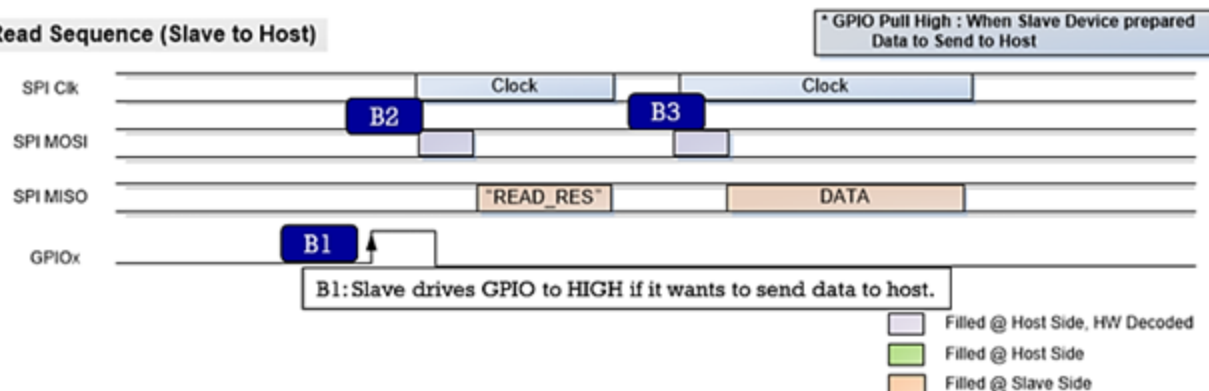 Read Sequence (Slave to Host)
* GPIO Pull High : When Slave Device prepared
Data to Send to Host
SPI Clk
Clock
Clock
B2
B3
SPI MOSI
SPI MISO
"READ_RES"
DATA
B1
GPIOx
B1: Slave drives GPIO to HIGH if it wants to send data to host.
Filled @ Host Side, HW Decoded
Filled @ Host Side
Filled @ Slave Side